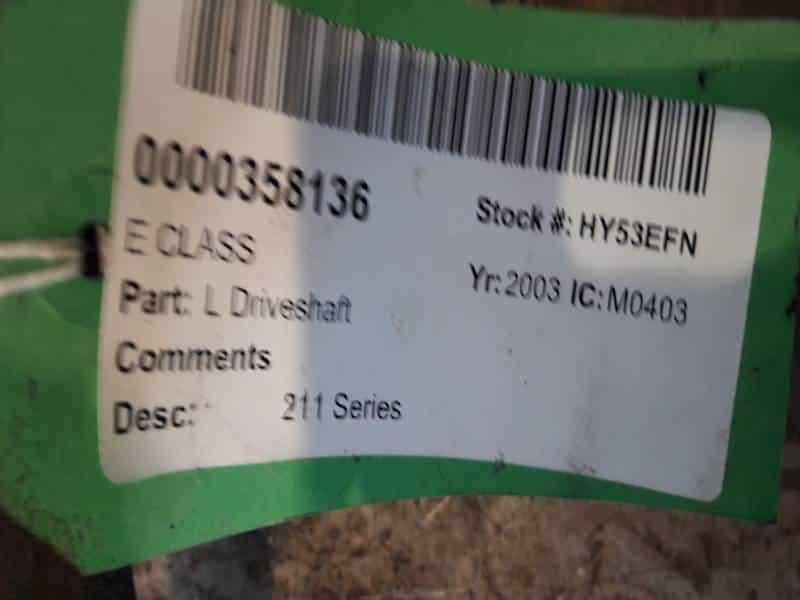 0000358136
Stock #: HY53EFN
E CLASS
Yr: 2003 IC: M0403
Part: L Driveshaft
Comments
Desc: 211 Series